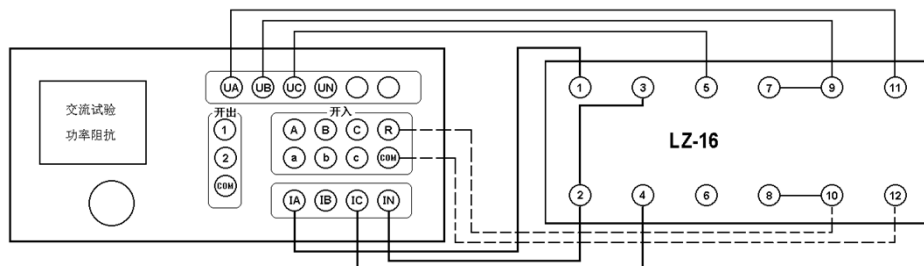 UA UB UC UN
交流试验
功率阻抗
开出
1
2
COM
开入
A B C R
a b c COM
IA IB IC IN
1 3 5 7 9 11
LZ-16
2 4 6 8 10 12